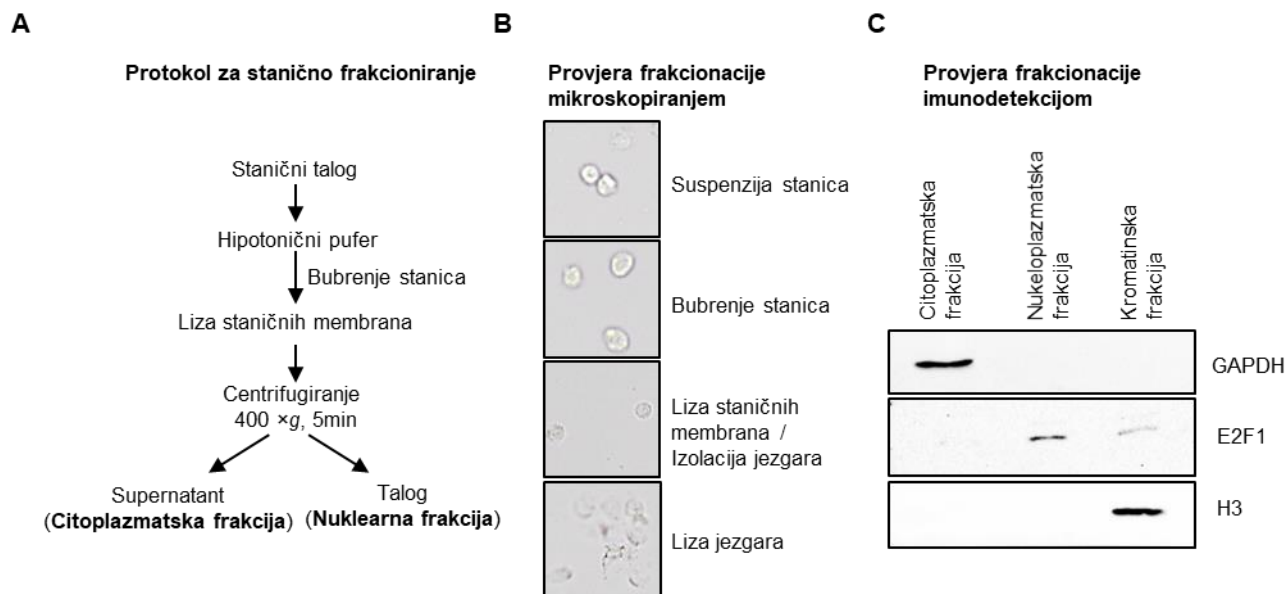 A
Protokol za stanično frakcioniranje
Stanični talog
Hipotonični pufer
Bubrenje stanica
Liza staničnih membrana
Centrifugiranje
400 ×g, 5min
Supernatant
(Citoplazmatska frakcija)
Talog
(Nuklearna frakcija)
B
Provjera frakcionacije
mikroskopiranjem
Suspenzija stanica
Bubrenje stanica
Liza staničnih
membrana /
Izolacija jezgara
Liza jezgara
C
Provjera frakcionacije
imunodetekcijom
Citoplazmatska
frakcija
Nukeloplazmatska
frakcija
Kromatinska
frakcija
GAPDH
E2F1
H3